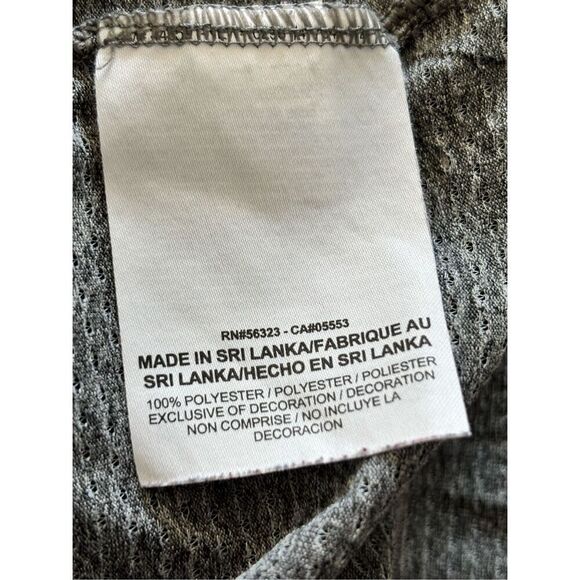 RN#56323 - CA#05553
MADE IN SRI LANKA/FABRIQUE AU
SRI LANKA/HECHO EN SRI LANKA
100% POLYESTER / POLYESTER / POLIESTER
EXCLUSIVE OF DECORATION / DECORATION
NON COMPRISE / NO INCLUYE LA
DECORACION